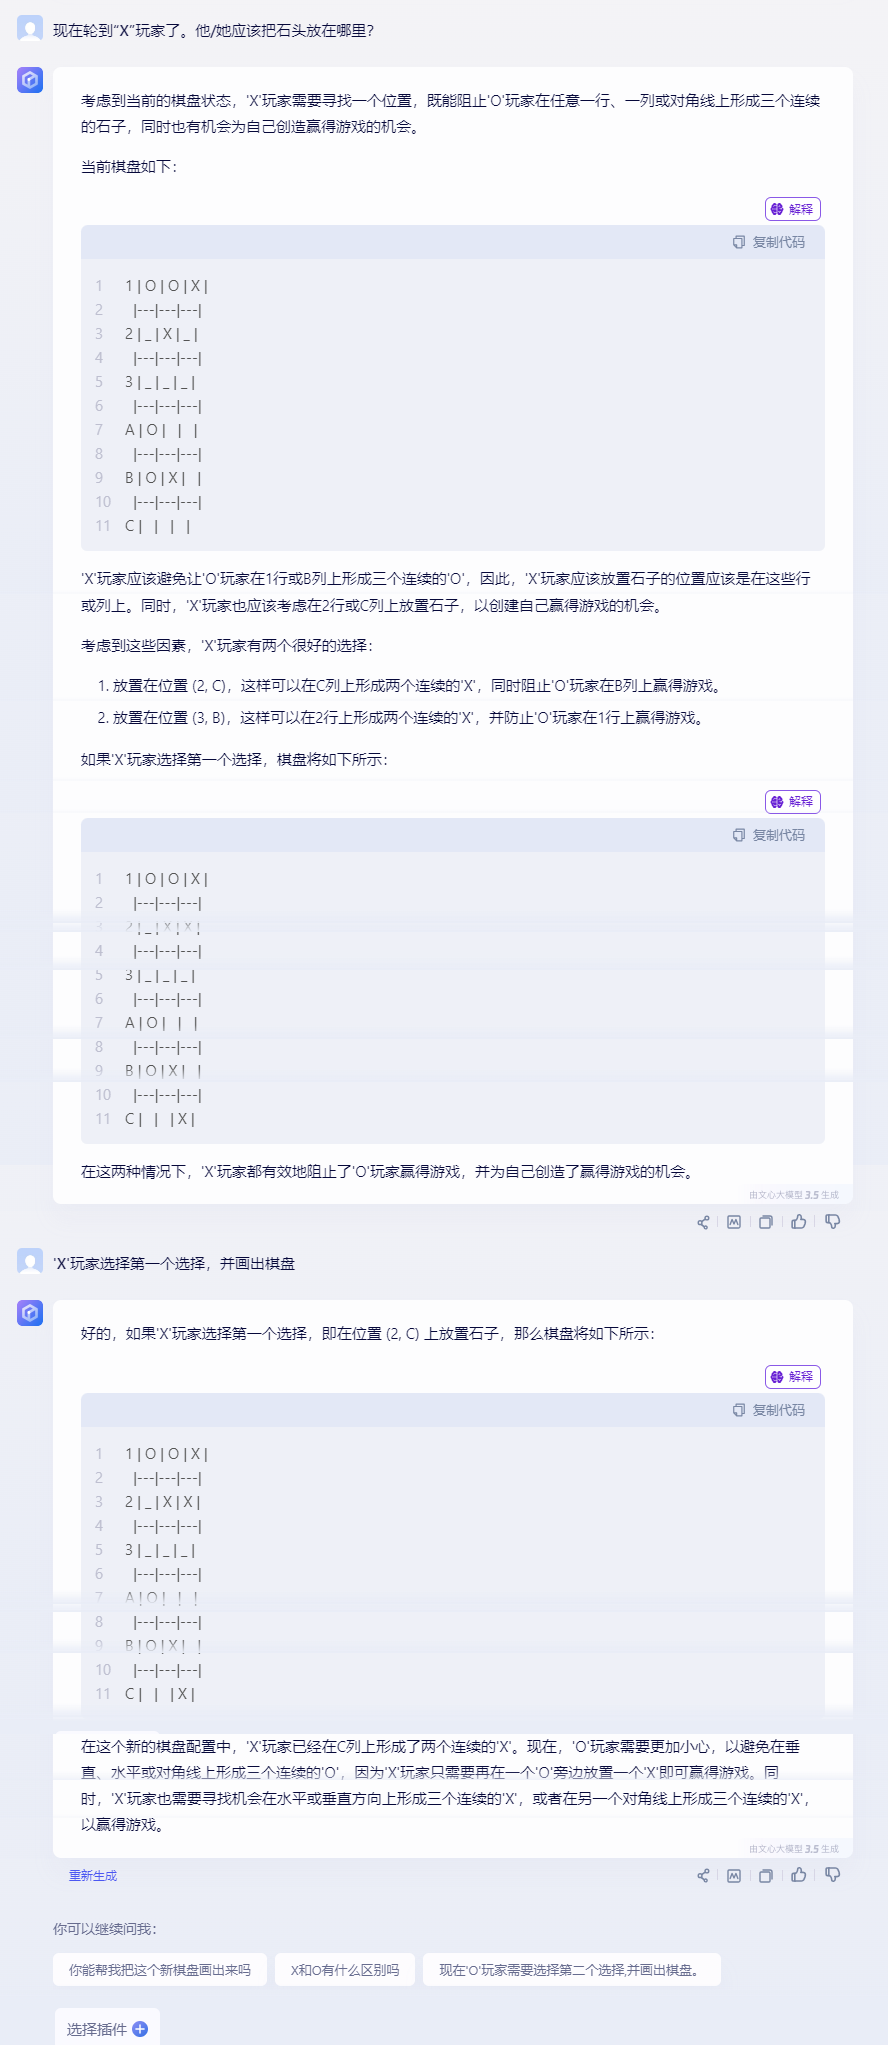 现在轮到“X”玩家了。他/她应该把石头放在哪里？
考虑到当前的棋盘状态，'X'玩家需要寻找一个位置，既能阻止'O'玩家在任意一行、一列或对角线上形成三个连续
的石子，同时也有机会为自己创造赢得游戏的机会。
当前棋盘如下：
解释
复制代码
1 1 | O | O | X |
2 |---|---|---|
3 2 | _ | X | _ |
4 |---|---|---|
5 3 | _ | _ | _ |
6 |---|---|---|
7 A | O |   |   |
8 |---|---|---|
9 B | O | X |   |
10 |---|---|---|
11 C |   |   |   |
'X'玩家应该避免让'O'玩家在1行或B列上形成三个连续的'O'，因此，'X'玩家应该放置石子的位置应该是在这些行
或列上。同时，'X'玩家也应该考虑在2行或C列上放置石子，以创建自己赢得游戏的机会。
考虑到这些因素，'X'玩家有两个很好的选择：
1. 放置在位置 (2, C)，这样可以在C列上形成两个连续的'X'，同时阻止'O'玩家在B列上赢得游戏。
2. 放置在位置 (3, B)，这样可以在2行上形成两个连续的'X'，并防止'O'玩家在1行上赢得游戏。
如果'X'玩家选择第一个选择，棋盘将如下所示：
解释
复制代码
1 1 | O | O | X |
2 |---|---|---|
3 2 | _ | X | X |
4 |---|---|---|
5 3 | _ | _ | _ |
6 |---|---|---|
7 A | O |   |   |
8 |---|---|---|
9 B | O | X |   |
10 |---|---|---|
11 C |   |   | X |
在这两种情况下，'X'玩家都有效地阻止了'O'玩家赢得游戏，并为自己创造了赢得游戏的机会。
由文心大模型 3.5 生成
'X'玩家选择第一个选择，并画出棋盘
好的，如果'X'玩家选择第一个选择，即在位置 (2, C) 上放置石子，那么棋盘将如下所示：
解释
复制代码
1 1 | O | O | X |
2 |---|---|---|
3 2 | _ | X | X |
4 |---|---|---|
5 3 | _ | _ | _ |
6 |---|---|---|
7 A | O |   |   |
8 |---|---|---|
9 B | O | X |   |
10 |---|---|---|
11 C |   |   | X |
在这个新的棋盘配置中，'X'玩家已经在C列上形成了两个连续的'X'。现在，'O'玩家需要更加小心，以避免在垂
直、水平或对角线上形成三个连续的'O'，因为'X'玩家只需要再在一个'O'旁边放置一个'X'即可赢得游戏。同
时，'X'玩家也需要寻找机会在水平或垂直方向上形成三个连续的'X'，或者在另一个对角线上形成三个连续的'X'，
以赢得游戏。
由文心大模型 3.5 生成
重新生成
你可以继续问我：
你能帮我把这个新棋盘画出来吗
X和O有什么区别吗
现在'O'玩家需要选择第二个选择,并画出棋盘。
选择插件